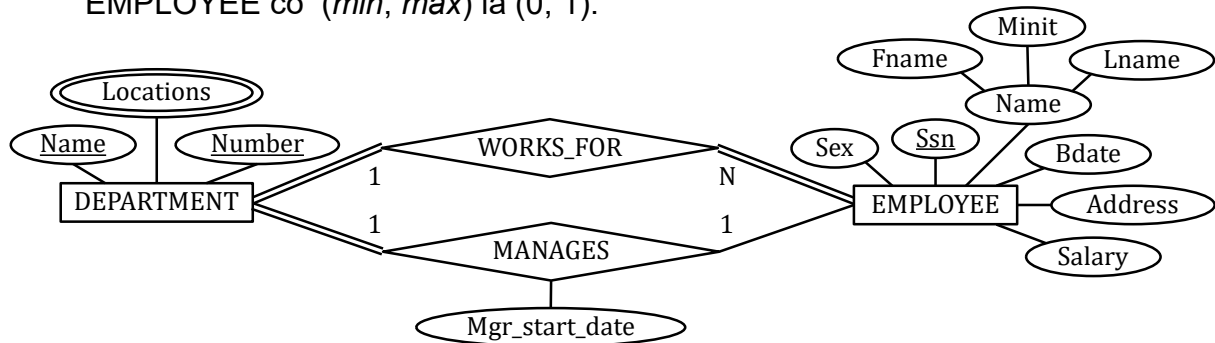 EMPLOYEE có (min, max) là (0, 1).
Minit
Fname
Lname
Locations
Name
Name
Number
WORKS_FOR
Sex
Ssn
Bdate
1
N
DEPARTMENT
EMPLOYEE
Address
1
1
MANAGES
Salary
Mgr_start_date